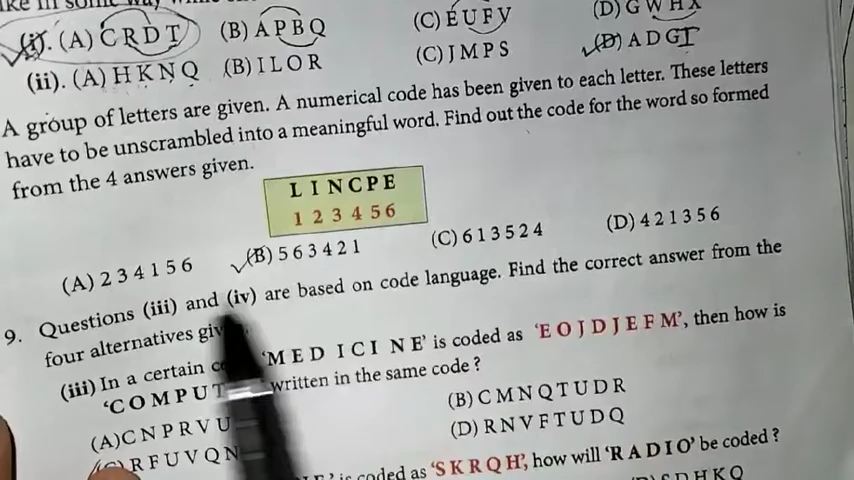 (i). (A) C R D T (B) A P B Q (C) E U F V (D) G W H X
(ii). (A) H K N Q (B) I L O R (C) J M P S (D) A D G T
A group of letters are given. A numerical code has been given to each letter. These letters
have to be unscrambled into a meaningful word. Find out the code for the word so formed
from the 4 answers given.
L I N C P E
1 2 3 4 5 6
(A) 2 3 4 1 5 6 (B) 5 6 3 4 2 1 (C) 6 1 3 5 2 4 (D) 4 2 1 3 5 6
9. Questions (iii) and (iv) are based on code language. Find the correct answer from the
four alternatives
(iii) In a certain 'M E D I C I N E' is coded as 'E O J D J E F M', then how is
'C O M P U T written in the same code ?
(A) C N P R V U (B) C M N Q T U D R
R F U V Q N (D) R N V F T U D Q
is coded as 'S K R Q H', how will 'R A D I O' be coded ?
S D H K Q